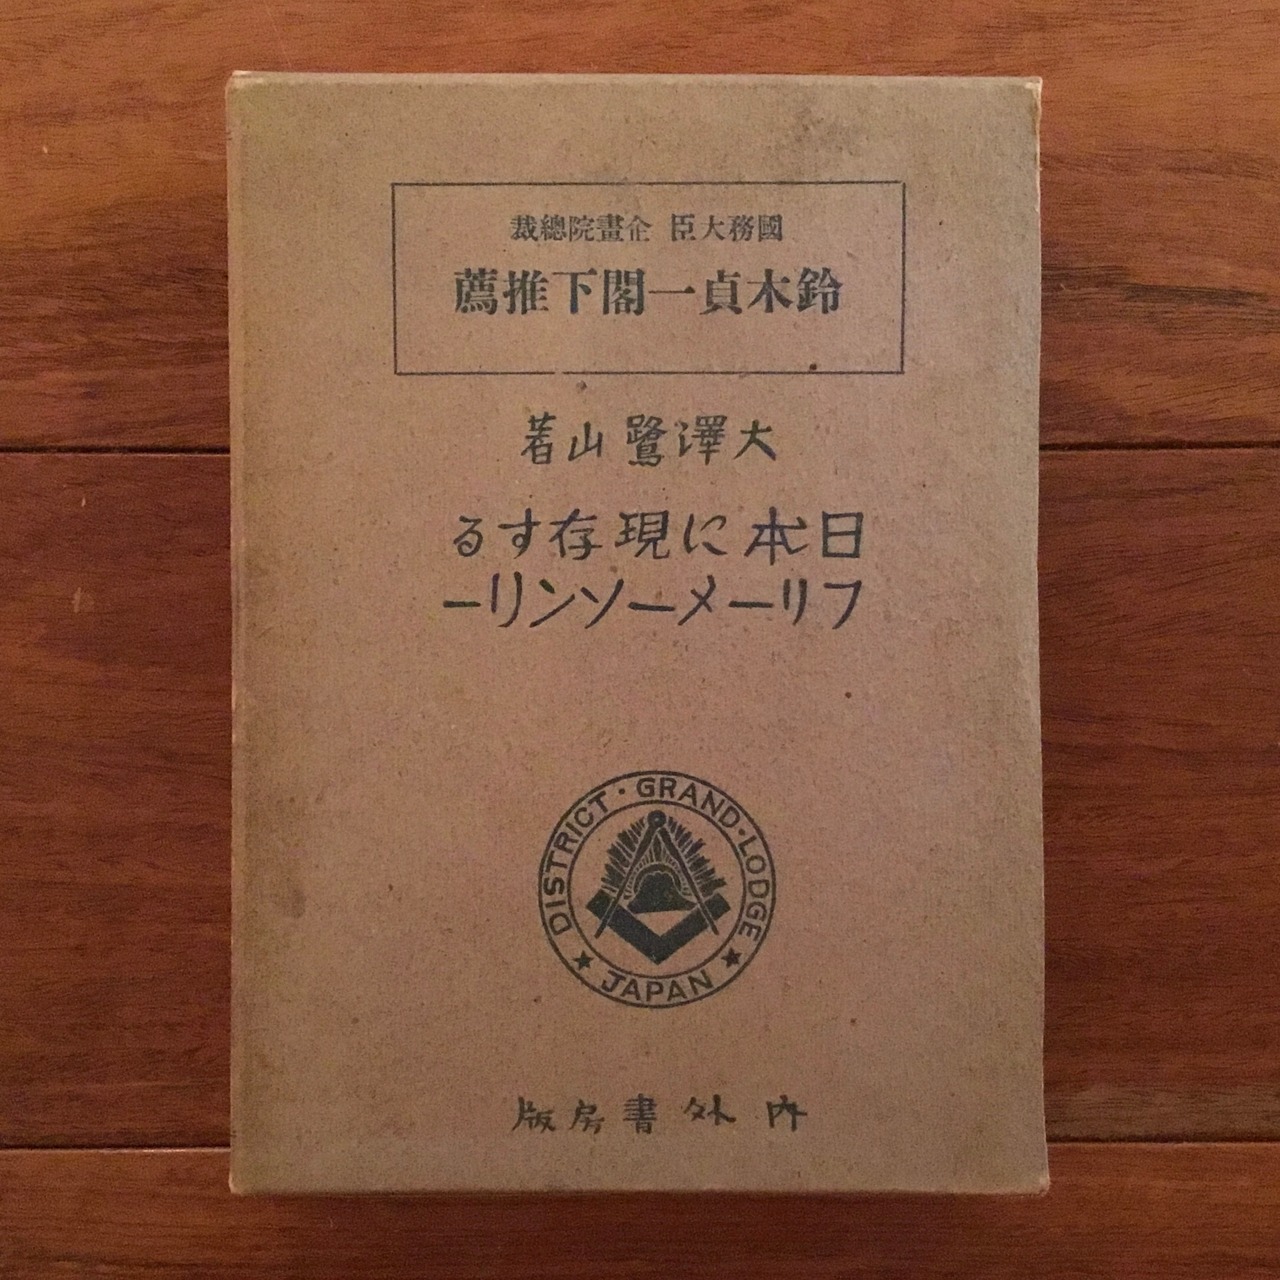 國務大臣 企畫院總裁
鈴木貞一閣下推薦
大澤鷺山著
日本に現存する
フリーメーソンリー
DISTRICT・GRAND・LODGE
★ JAPAN ★
内外書房版